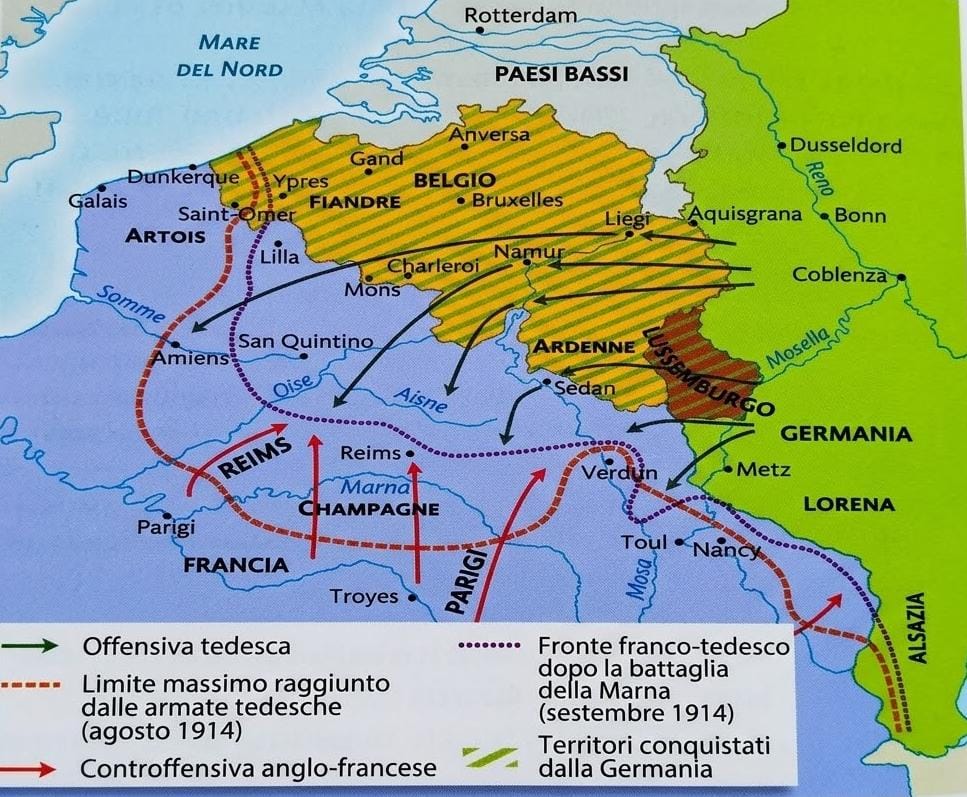 Rotterdam
MARE
DEL NORD
PAESI BASSI
Anversa
Dusseldord
Gand
Reno
Dunkerque
Ypres
BELGIO
Galais
FIANDRE
Bruxelles
Saint-Omer
Liegi
Aquisgrana
Bonn
ARTOIS
Lilla
Namur
Charleroi
Coblenza
Mons
Somme
San Quintino
ARDENNE
LUSSEMBURGO
Mosella
Amiens
Oise
Aisne
Sedan
GERMANIA
REIMS
Reims
Verdun
Metz
Marna
LORENA
CHAMPAGNE
Parigi
Toul
Nancy
FRANCIA
PARIGI
Mosa
Troyes
ALSAZIA
Offensiva tedesca
Limite massimo raggiunto
dalle armate tedesche
(agosto 1914)
Controffensiva anglo-francese
Fronte franco-tedesco
dopo la battaglia
della Marna
(sestembre 1914)
Territori conquistati
dalla Germania